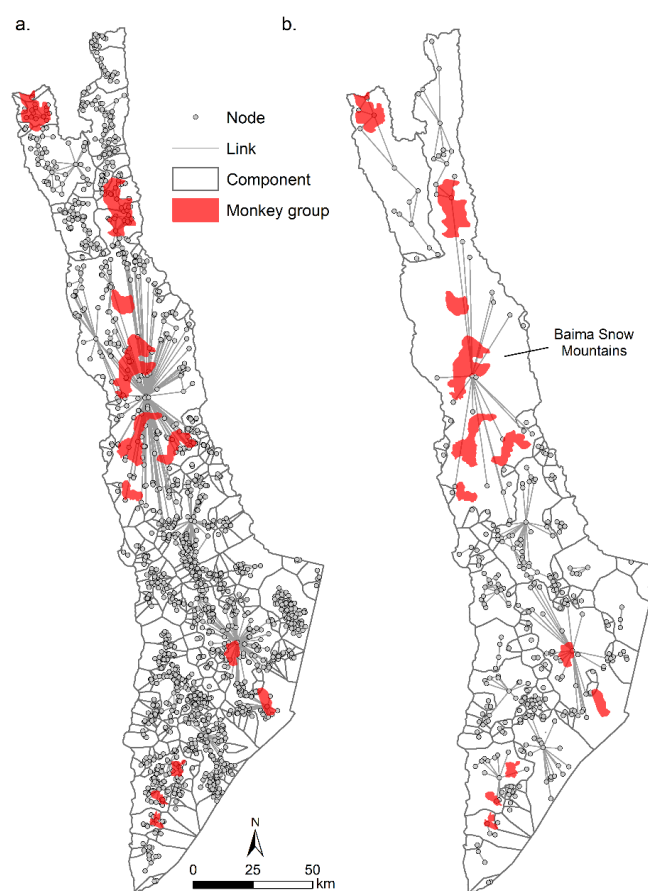 a.
b.
Node
Link
Component
Monkey group
Baima Snow
Mountains
N
0 25 50
km